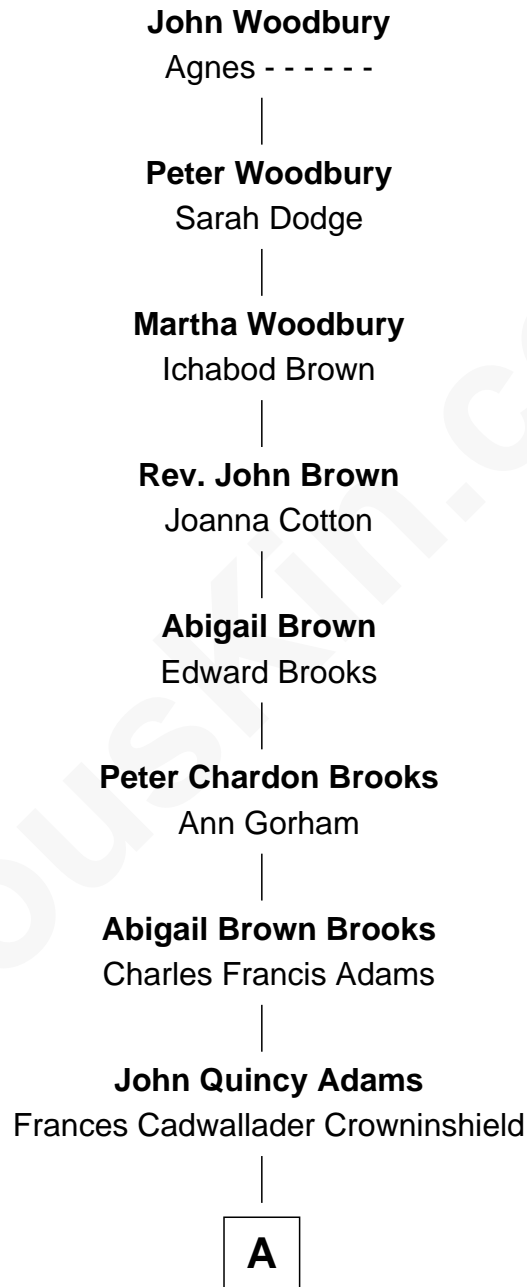 John Woodbury
Agnes - - - - - -
Peter Woodbury
Sarah Dodge
Martha Woodbury
Ichabod Brown
Rev. John Brown
Joanna Cotton
Abigail Brown
Edward Brooks
Peter Chardon Brooks
Ann Gorham
Abigail Brown Brooks
Charles Francis Adams
John Quincy Adams
Frances Cadwallader Crowninshield
A